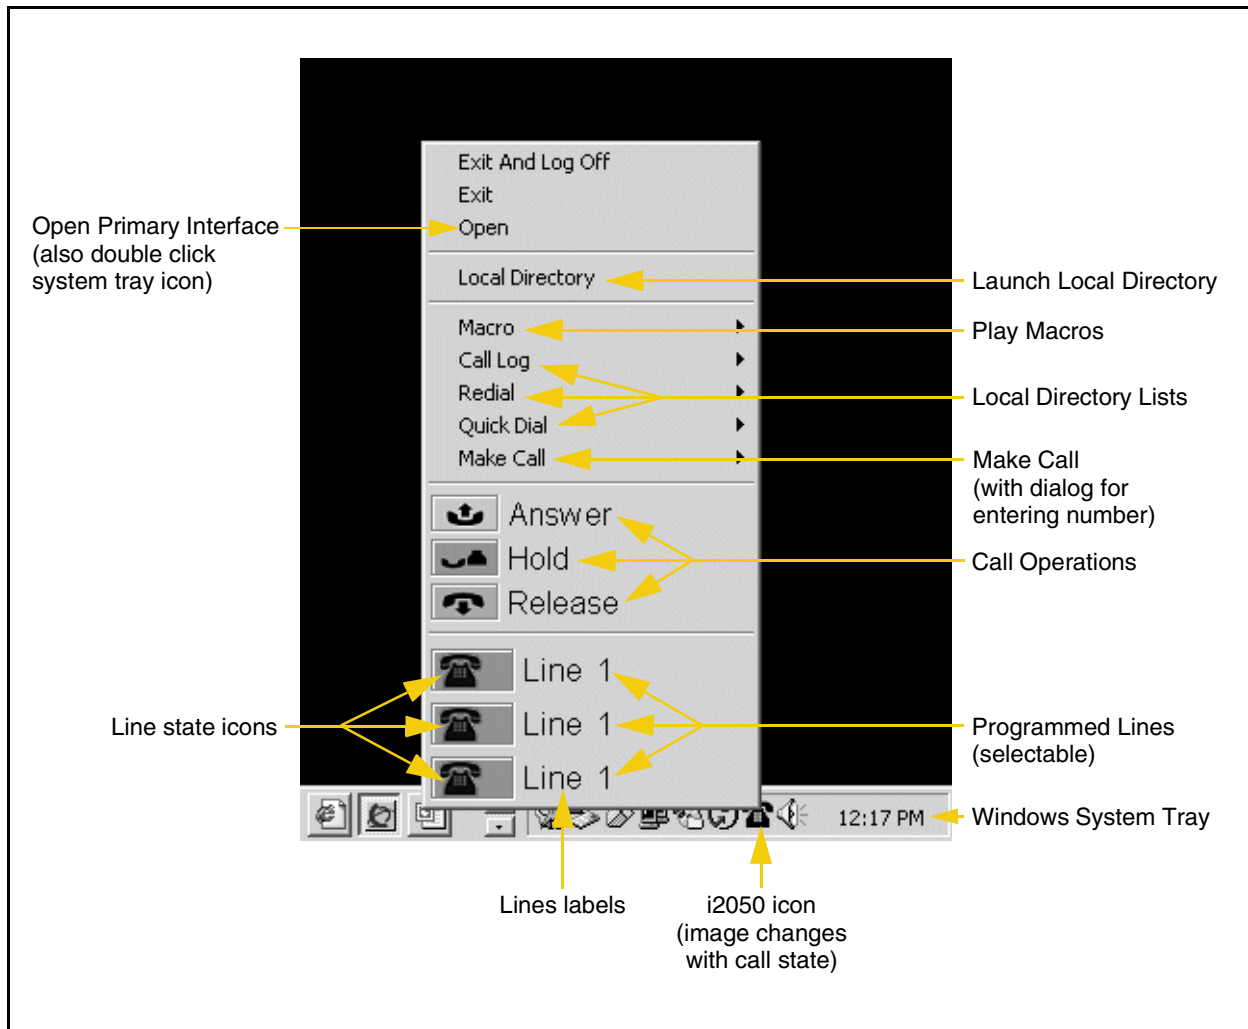 Exit And Log Off
Exit
Open
Local Directory
Macro
Call Log
Redial
Quick Dial
Make Call
Answer
Hold
Release
Line 1
Line 1
Line 1
12:17 PM
Open Primary Interface
(also double click
system tray icon)
Line state icons
Launch Local Directory
Play Macros
Local Directory Lists
Make Call
(with dialog for
entering number)
Call Operations
Programmed Lines
(selectable)
Windows System Tray
Lines labels
i2050 icon
(image changes
with call state)